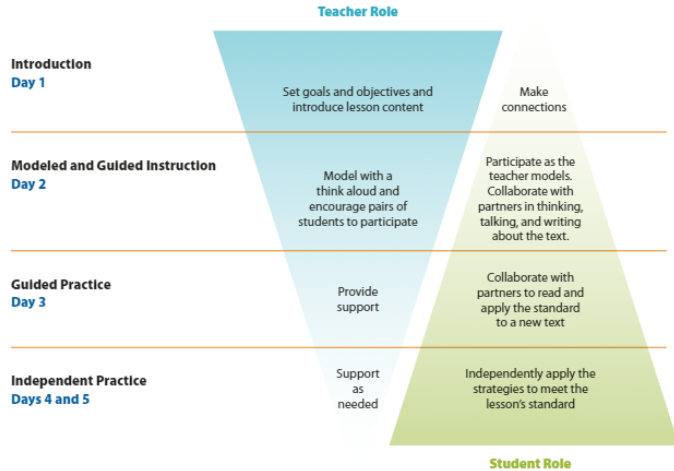 Teacher Role
Introduction
Day 1
Set goals and objectives and
introduce lesson content
Make
connections
Modeled and Guided Instruction
Day 2
Model with a
think aloud and
encourage pairs of
students to participate
Participate as the
teacher models.
Collaborate with
partners in thinking,
talking, and writing
about the text.
Guided Practice
Day 3
Provide
support
Collaborate with
partners to read and
apply the standard
to a new text
Independent Practice
Days 4 and 5
Support
as
needed
Independently apply the
strategies to meet the
lesson's standard
Student Role